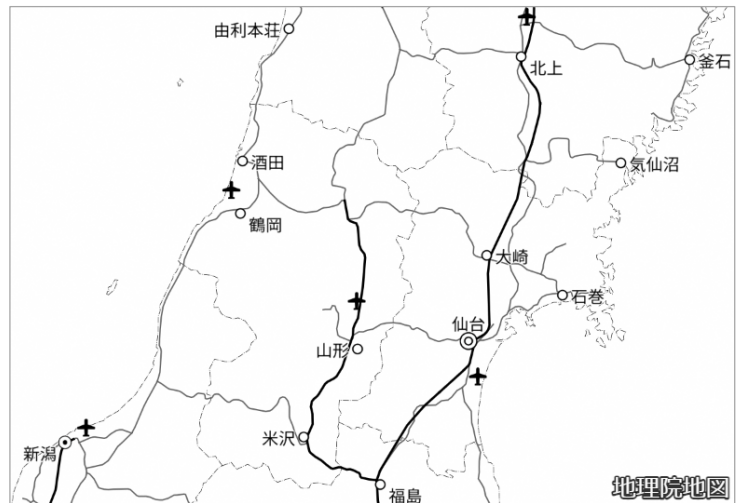 由利本荘
北上
釜石
酒田
気仙沼
鶴岡
大崎
石巻
仙台
山形
米沢
新潟
福島
地理院地図